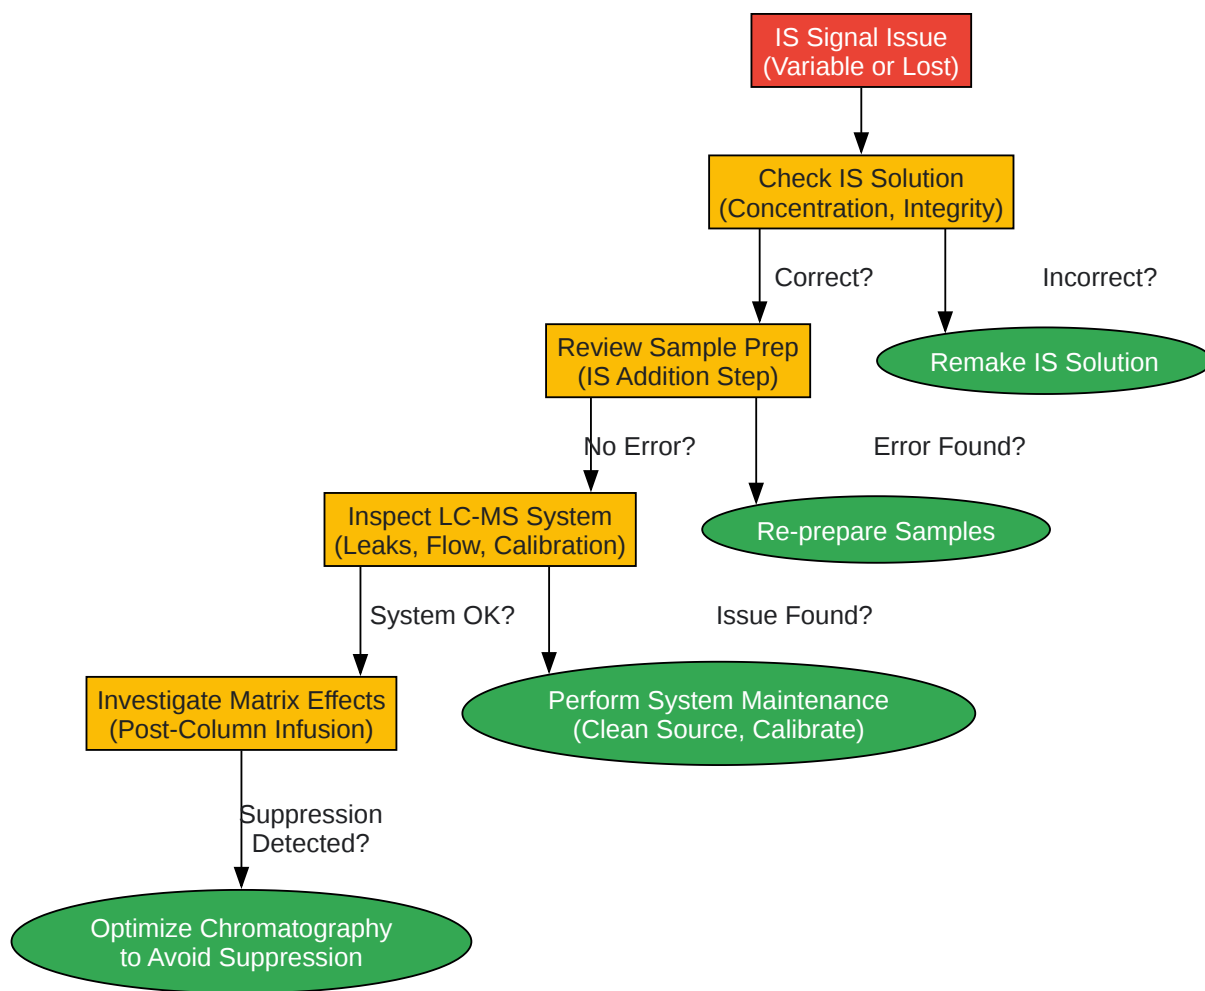 IS Signal Issue
(Variable or Lost)
Check IS Solution
(Concentration, Integrity)
Correct?
Incorrect?
Review Sample Prep
(IS Addition Step)
Remake IS Solution
No Error?
Error Found?
Inspect LC-MS System
(Leaks, Flow, Calibration)
Re-prepare Samples
System OK?
Issue Found?
Investigate Matrix Effects
(Post-Column Infusion)
Perform System Maintenance
(Clean Source, Calibrate)
Suppression
Detected?
Optimize Chromatography
to Avoid Suppression